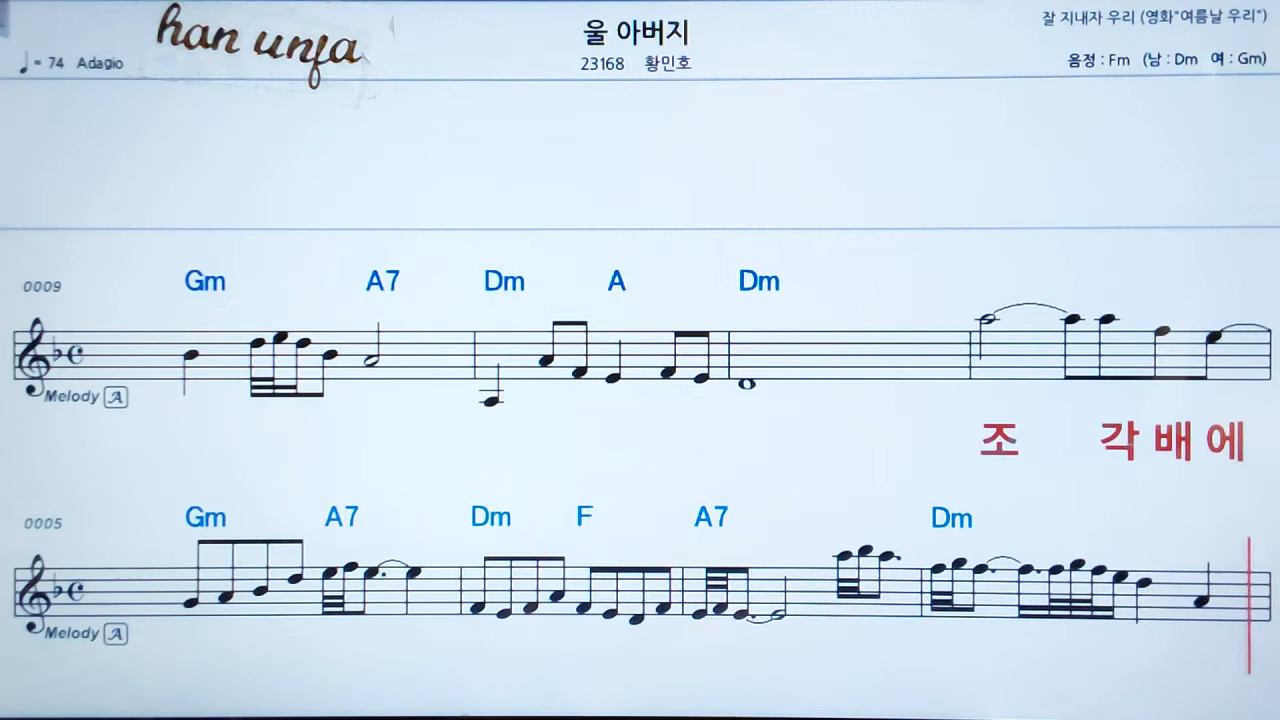 han unfa
울 아버지
23168 황민호
잘 지내자 우리 (영화"여름날 우리")
♩ = 74 Adagio
음정 : Fm (남 : Dm 여 : Gm)
0009
Gm A7 Dm A Dm
Melody A
조 각 배 에
0005
Gm A7 Dm F A7 Dm
Melody A